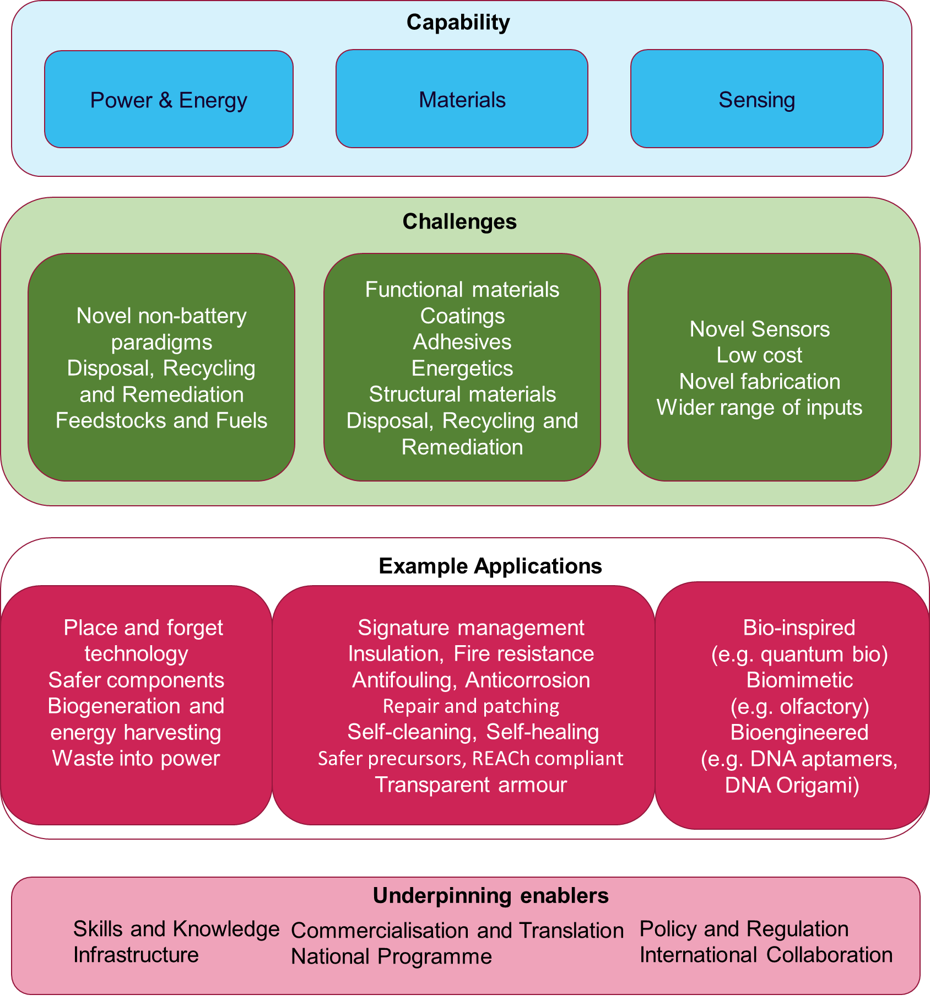 Capability
Power & Energy
Materials
Sensing
Challenges
Novel non-battery
paradigms
Disposal, Recycling
and Remediation
Feedstocks and Fuels
Functional materials
Coatings
Adhesives
Energetics
Structural materials
Disposal, Recycling and
Remediation
Novel Sensors
Low cost
Novel fabrication
Wider range of inputs
Example Applications
Place and forget
technology
Safer components
Biogeneration and
energy harvesting
Waste into power
Signature management
Insulation, Fire resistance
Antifouling, Anticorrosion
Repair and patching
Self-cleaning, Self-healing
Safer precursors, REACh compliant
Transparent armour
Bio-inspired
(e.g. quantum bio)
Biomimetic
(e.g. olfactory)
Bioengineered
(e.g. DNA aptamers,
DNA Origami)
Underpinning enablers
Skills and Knowledge
Infrastructure
Commercialisation and Translation
National Programme
Policy and Regulation
International Collaboration